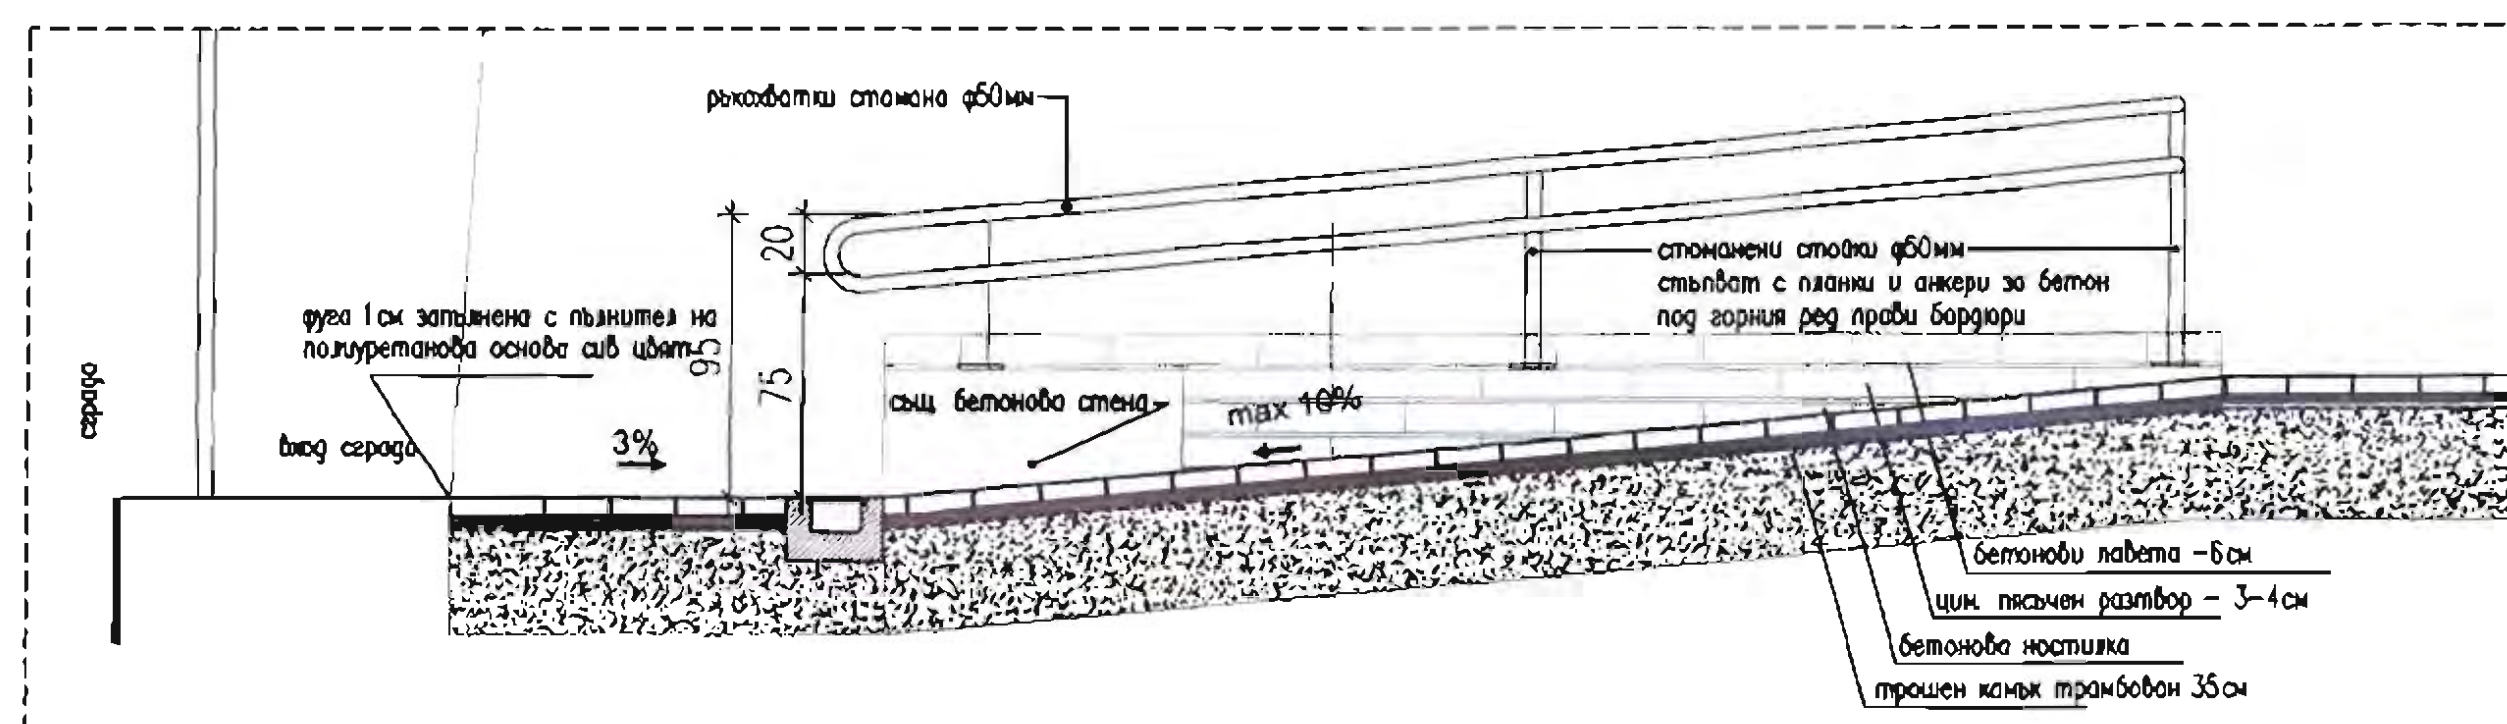 ръкохватки стомана ф50мм
20
стоманени стойки ф50мм
стъпват с планки и анкери за бетон
под горния ред прави бордюри
фуга 1см запълнена с пълнител на
полиуретанова основа сив цвят
95
75
сграда
същ. бетонова стена
max 10%
вход сграда
3%
бетонови павета -6см
цим. пясъчен разтвор - 3-4см
бетонова настилка
трошен камък трамбован 35см